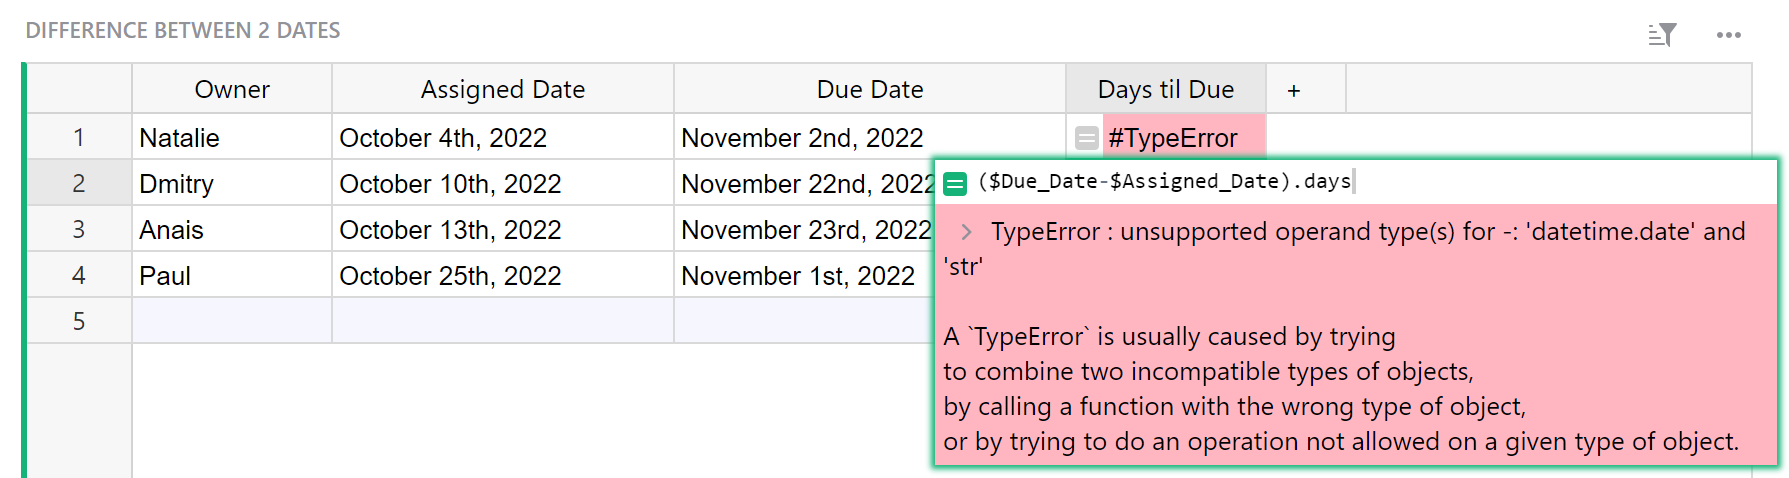 DIFFERENCE BETWEEN 2 DATES
Owner Assigned Date Due Date Days til Due +
1 Natalie October 4th, 2022 November 2nd, 2022 #TypeError
2 Dmitry October 10th, 2022 November 22nd, 2022
3 Anais October 13th, 2022 November 23rd, 2022
4 Paul October 25th, 2022 November 1st, 2022
5
($Due_Date-$Assigned_Date).days
TypeError : unsupported operand type(s) for -: 'datetime.date' and
'str'
A `TypeError` is usually caused by trying
to combine two incompatible types of objects,
by calling a function with the wrong type of object,
or by trying to do an operation not allowed on a given type of object.